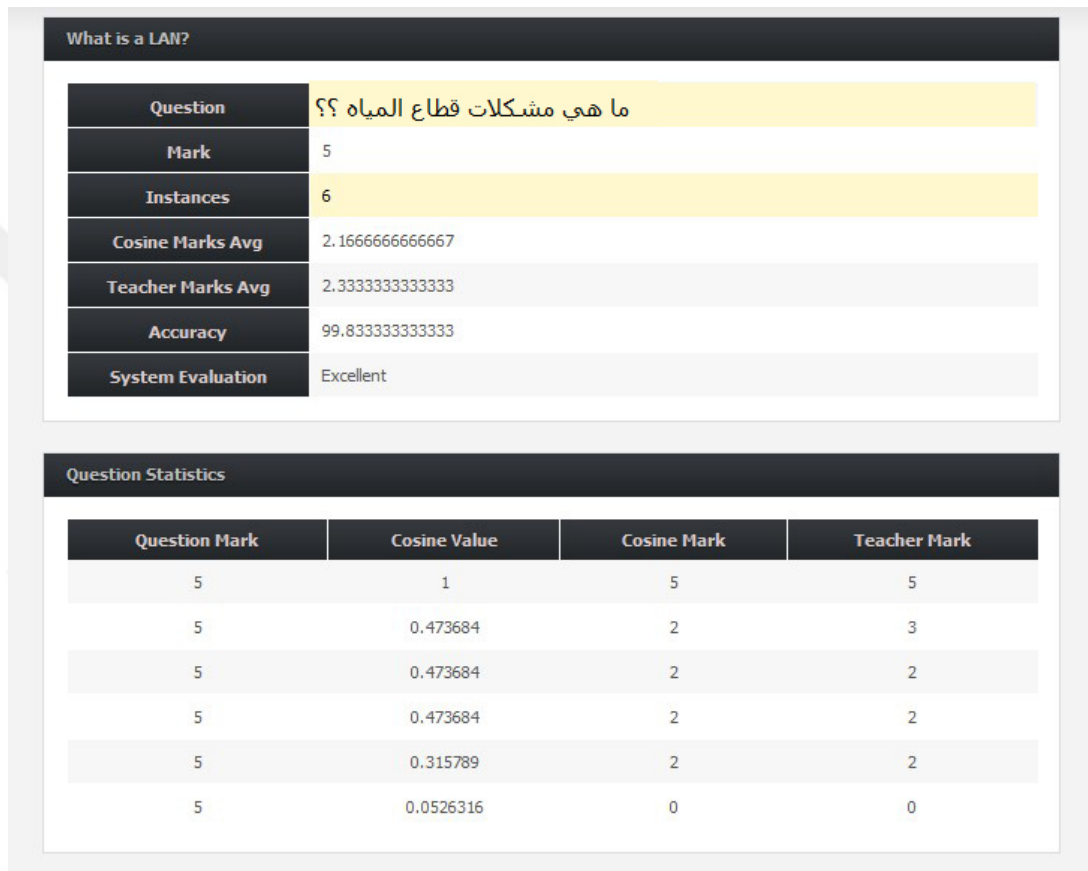 What is a LAN?
Question ما هي مشكلات قطاع المياه ؟؟
Mark 5
Instances 6
Cosine Marks Avg 2.1666666666667
Teacher Marks Avg 2.3333333333333
Accuracy 99.833333333333
System Evaluation Excellent
Question Statistics
Question Mark Cosine Value Cosine Mark Teacher Mark
5 1 5 5
5 0.473684 2 3
5 0.473684 2 2
5 0.473684 2 2
5 0.315789 2 2
5 0.0526316 0 0